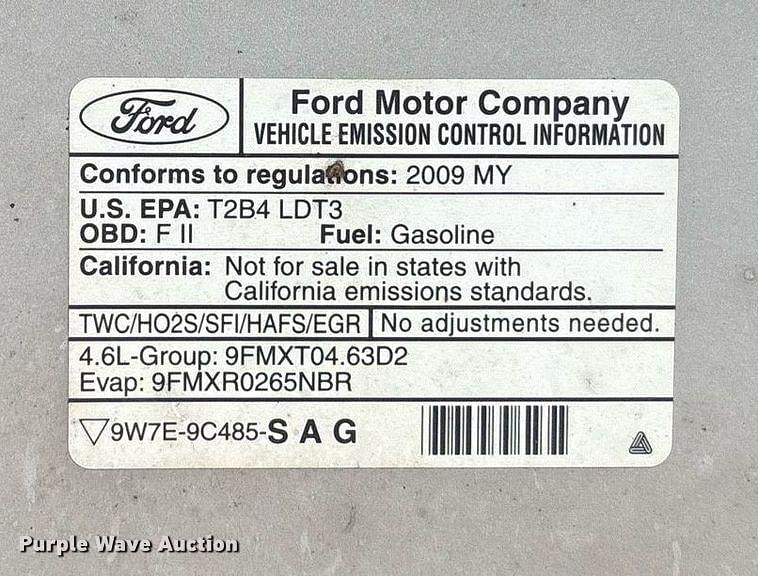 Ford
Ford Motor Company
VEHICLE EMISSION CONTROL INFORMATION
Conforms to regulations: 2009 MY
U.S. EPA: T2B4 LDT3
OBD: F II Fuel: Gasoline
California: Not for sale in states with
California emissions standards.
TWC/HO2S/SFI/HAFS/EGR No adjustments needed.
4.6L-Group: 9FMXT04.63D2
Evap: 9FMXR0265NBR
9W7E-9C485-S A G
Purple Wave Auction